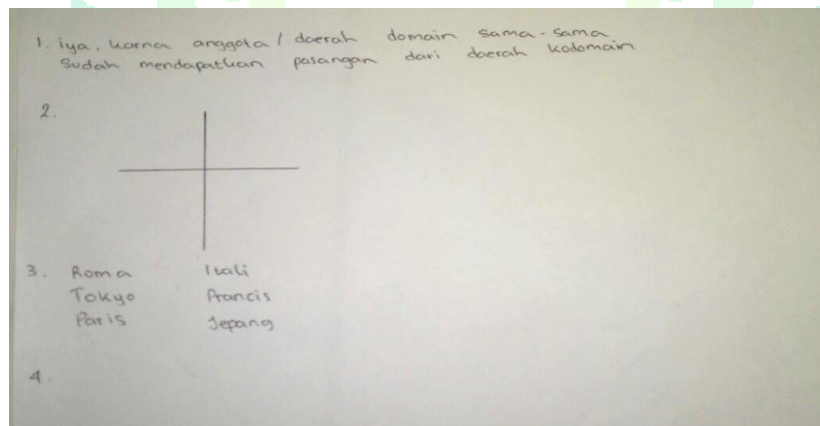 1. iya, karna anggota / daerah domain sama-sama
Sudah mendapatkan pasangan dari daerah kodomain
2.
3. Roma Itali
Tokyo Prancis
Paris Jepang
4.